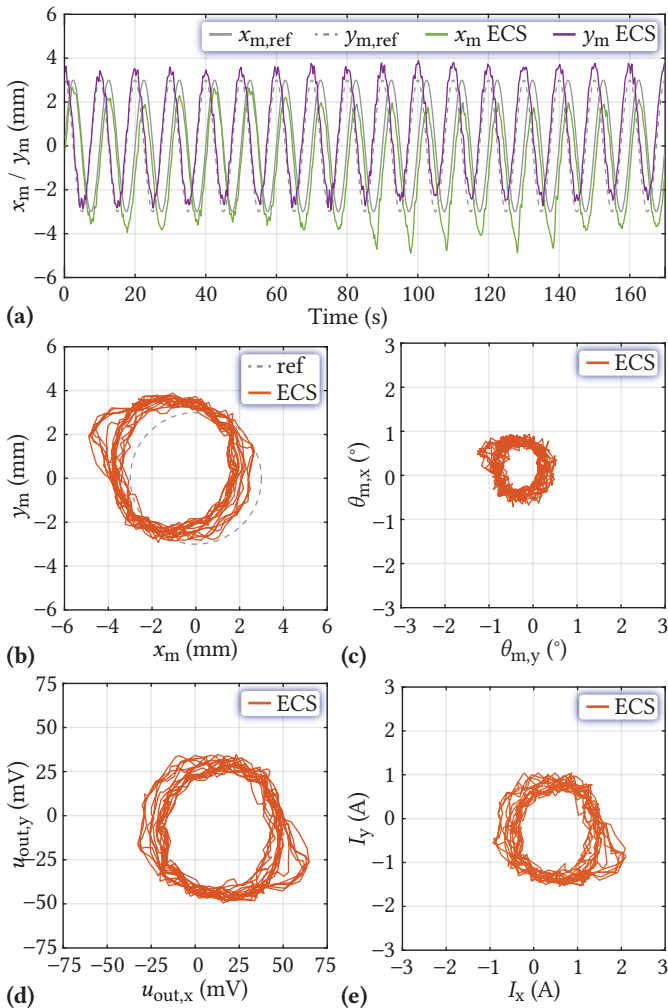 x_m,ref y_m,ref x_m ECS y_m ECS
6
4
2
0
−2
−4
−6
x_m / y_m (mm)
0 20 40 60 80 100 120 140 160
Time (s)
(a)
6
4
2
0
−2
−4
−6
y_m (mm)
ref
ECS
−6 −4 −2 0 2 4 6
x_m (mm)
(b)
3
2
1
0
−1
−2
−3
θ_m,x (°)
ECS
−3 −2 −1 0 1 2 3
θ_m,y (°)
(c)
75
50
25
0
−25
−50
−75
u_out,y (mV)
ECS
−75 −50 −25 0 25 50 75
u_out,x (mV)
(d)
3
2
1
0
−1
−2
−3
I_y (A)
ECS
−3 −2 −1 0 1 2 3
I_x (A)
(e)